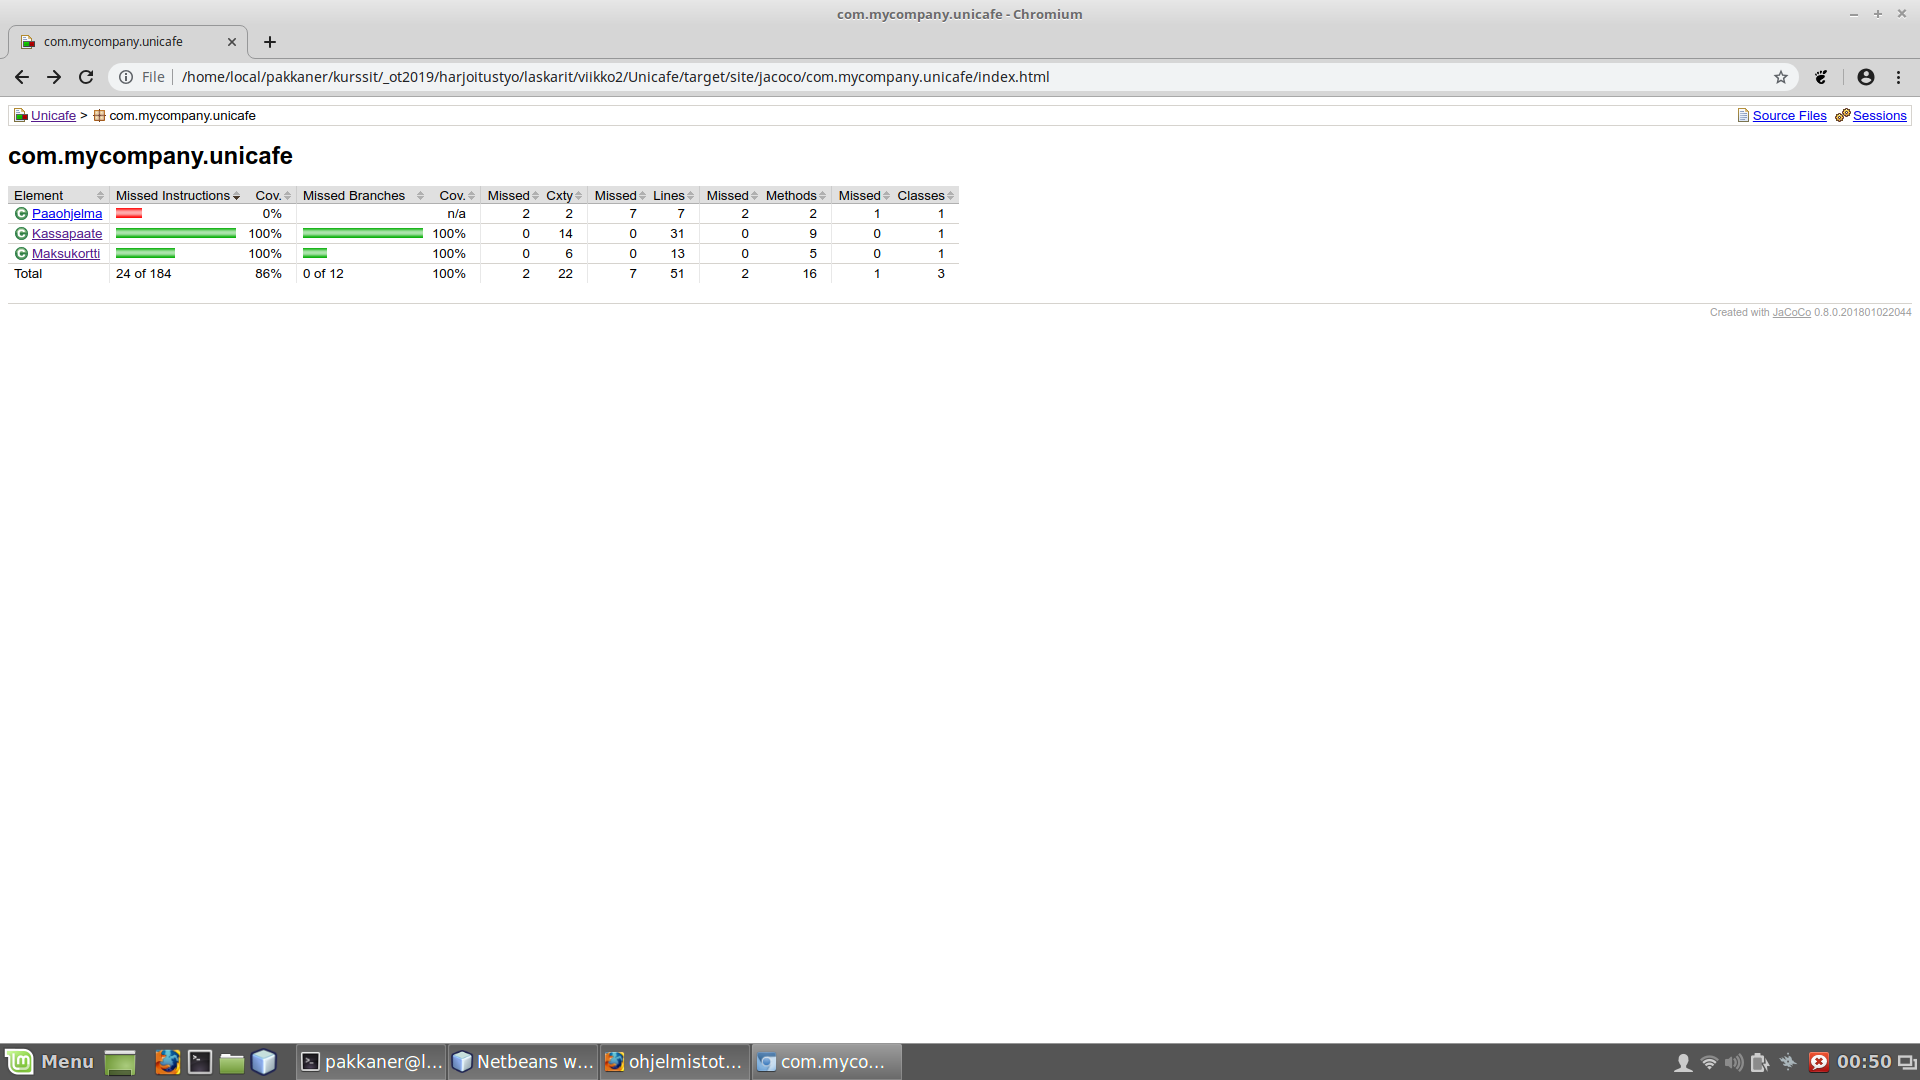 com.mycompany.unicafe - Chromium
com.mycompany.unicafe
File /home/local/pakkaner/kurssit/_ot2019/harjoitustyo/laskarit/viikko2/Unicafe/target/site/jacoco/com.mycompany.unicafe/index.html
Unicafe > com.mycompany.unicafe Source Files Sessions
com.mycompany.unicafe
Element Missed Instructions Cov. Missed Branches Cov. Missed Cxty Missed Lines Missed Methods Missed Classes
Paaohjelma 0% n/a 2 2 7 7 2 2 1 1
Kassapaate 100% 100% 0 14 0 31 0 9 0 1
Maksukortti 100% 100% 0 6 0 13 0 5 0 1
Total 24 of 184 86% 0 of 12 100% 2 22 7 51 2 16 1 3
Created with JaCoCo 0.8.0.201801022044
Menu pakkaner@l... Netbeans w... ohjelmistot... com.myco... 00:50